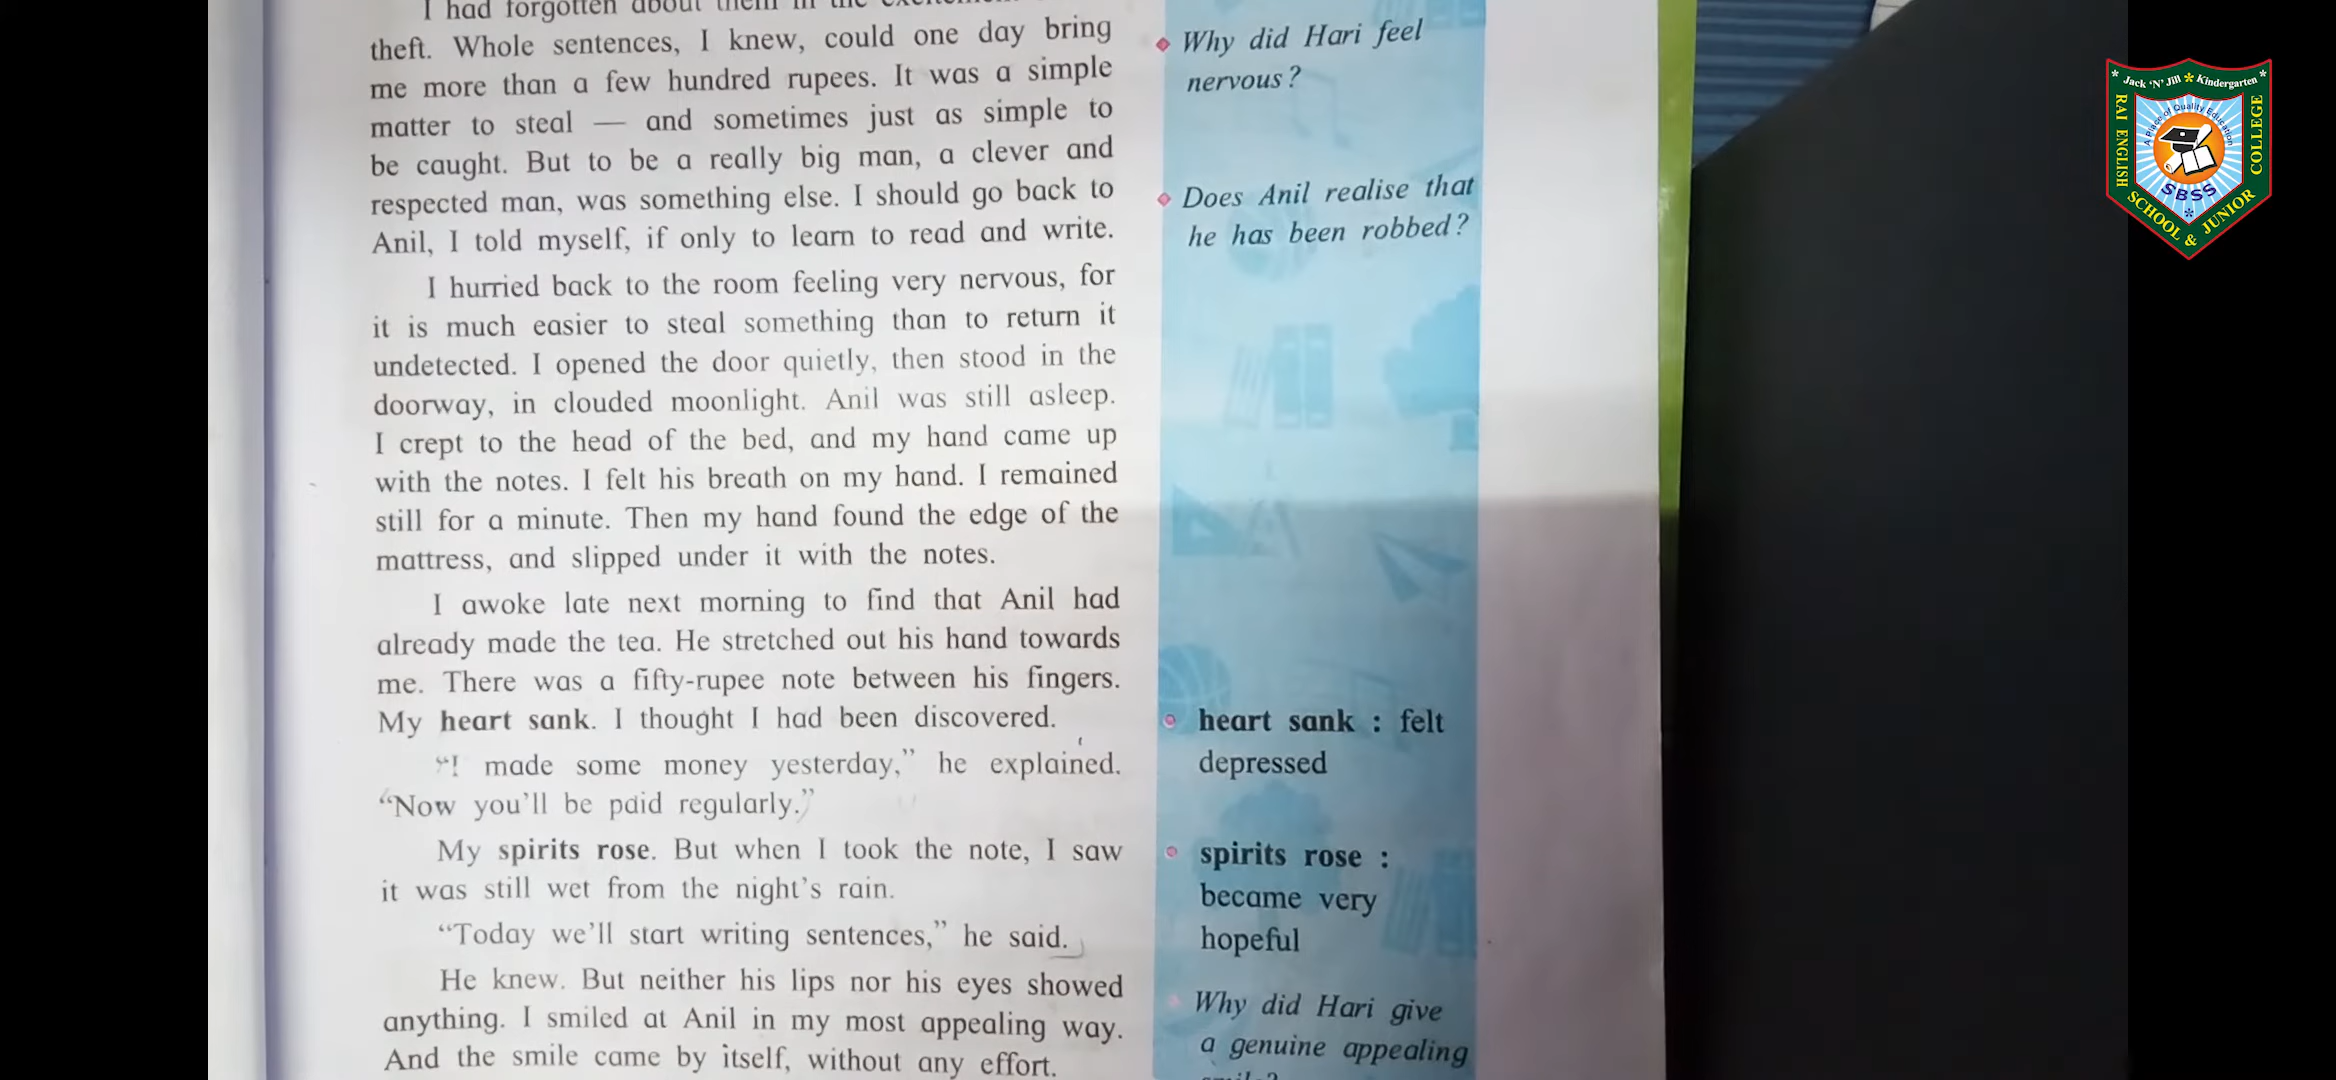 I had forgotten about them in the
theft. Whole sentences, I knew, could one day bring
me more than a few hundred rupees. It was a simple
matter to steal — and sometimes just as simple to
be caught. But to be a really big man, a clever and
respected man, was something else. I should go back to
Anil, I told myself, if only to learn to read and write.
I hurried back to the room feeling very nervous, for
it is much easier to steal something than to return it
undetected. I opened the door quietly, then stood in the
doorway, in clouded moonlight. Anil was still asleep.
I crept to the head of the bed, and my hand came up
with the notes. I felt his breath on my hand. I remained
still for a minute. Then my hand found the edge of the
mattress, and slipped under it with the notes.
I awoke late next morning to find that Anil had
already made the tea. He stretched out his hand towards
me. There was a fifty-rupee note between his fingers.
My heart sank. I thought I had been discovered.
“I made some money yesterday,” he explained.
“Now you’ll be paid regularly.”
My spirits rose. But when I took the note, I saw
it was still wet from the night’s rain.
“Today we’ll start writing sentences,” he said.
He knew. But neither his lips nor his eyes showed
anything. I smiled at Anil in my most appealing way.
And the smile came by itself, without any effort.
Why did Hari feel
nervous?
Does Anil realise that
he has been robbed?
heart sank : felt
depressed
spirits rose :
became very
hopeful
Why did Hari give
a genuine appealing
Jack 'N' Jill Kindergarten
RAI ENGLISH SCHOOL & JUNIOR COLLEGE
A Place of Quality Education
SBSS